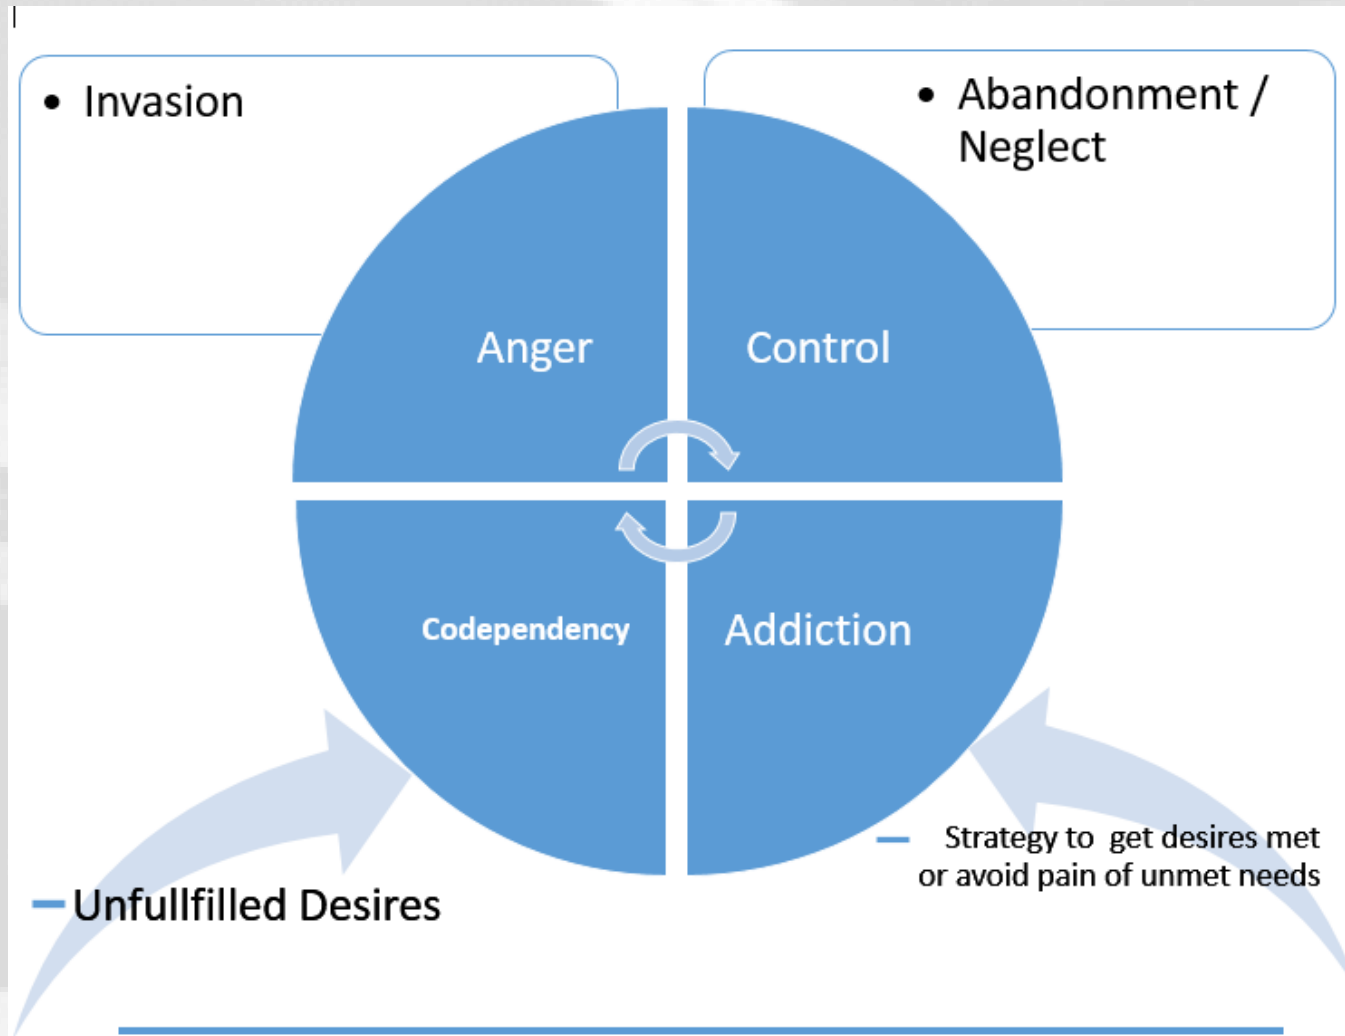 • Invasion
• Abandonment /
Neglect
Anger
Control
Codependency
Addiction
Strategy to get desires met
or avoid pain of unmet needs
Unfullfilled Desires